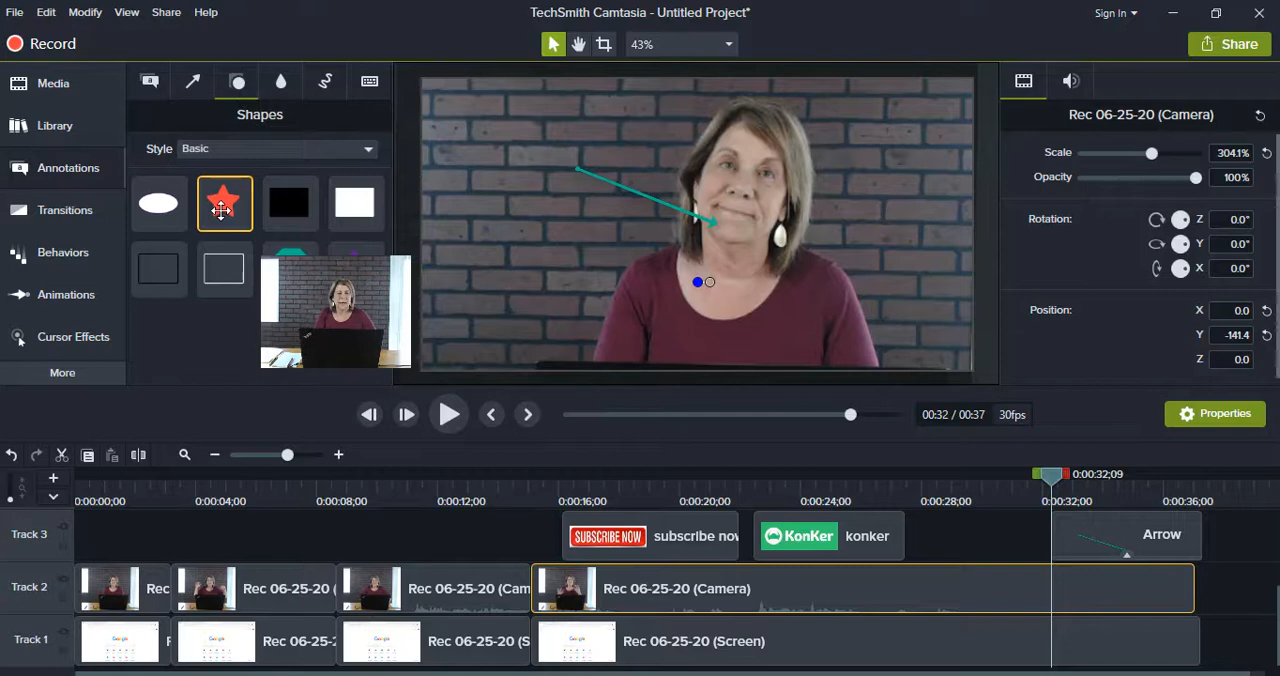 File Edit Modify View Share Help
TechSmith Camtasia - Untitled Project*
Sign In
Record
43%
Share
Media
Library
Annotations
Transitions
Behaviors
Animations
Cursor Effects
More
Shapes
Style Basic
Rec 06-25-20 (Camera)
Scale 304.1%
Opacity 100%
Rotation: Z 0.0°
Y 0.0°
X 0.0°
Position: X 0.0
Y -141.4
Z 0.0
00:32 / 00:37 30fps
Properties
0:00:32;09
0:00:00;00 0:00:04;00 0:00:08;00 0:00:12;00 0:00:16;00 0:00:20;00 0:00:24;00 0:00:28;00 0:00:32;00 0:00:36;00
Track 3 SUBSCRIBE NOW subscribe now KonKer konker Arrow
Track 2 Rec Rec 06-25-20 ( Rec 06-25-20 (Cam Rec 06-25-20 (Camera)
Track 1 Rec 06-25-2 Rec 06-25-20 (S Rec 06-25-20 (Screen)